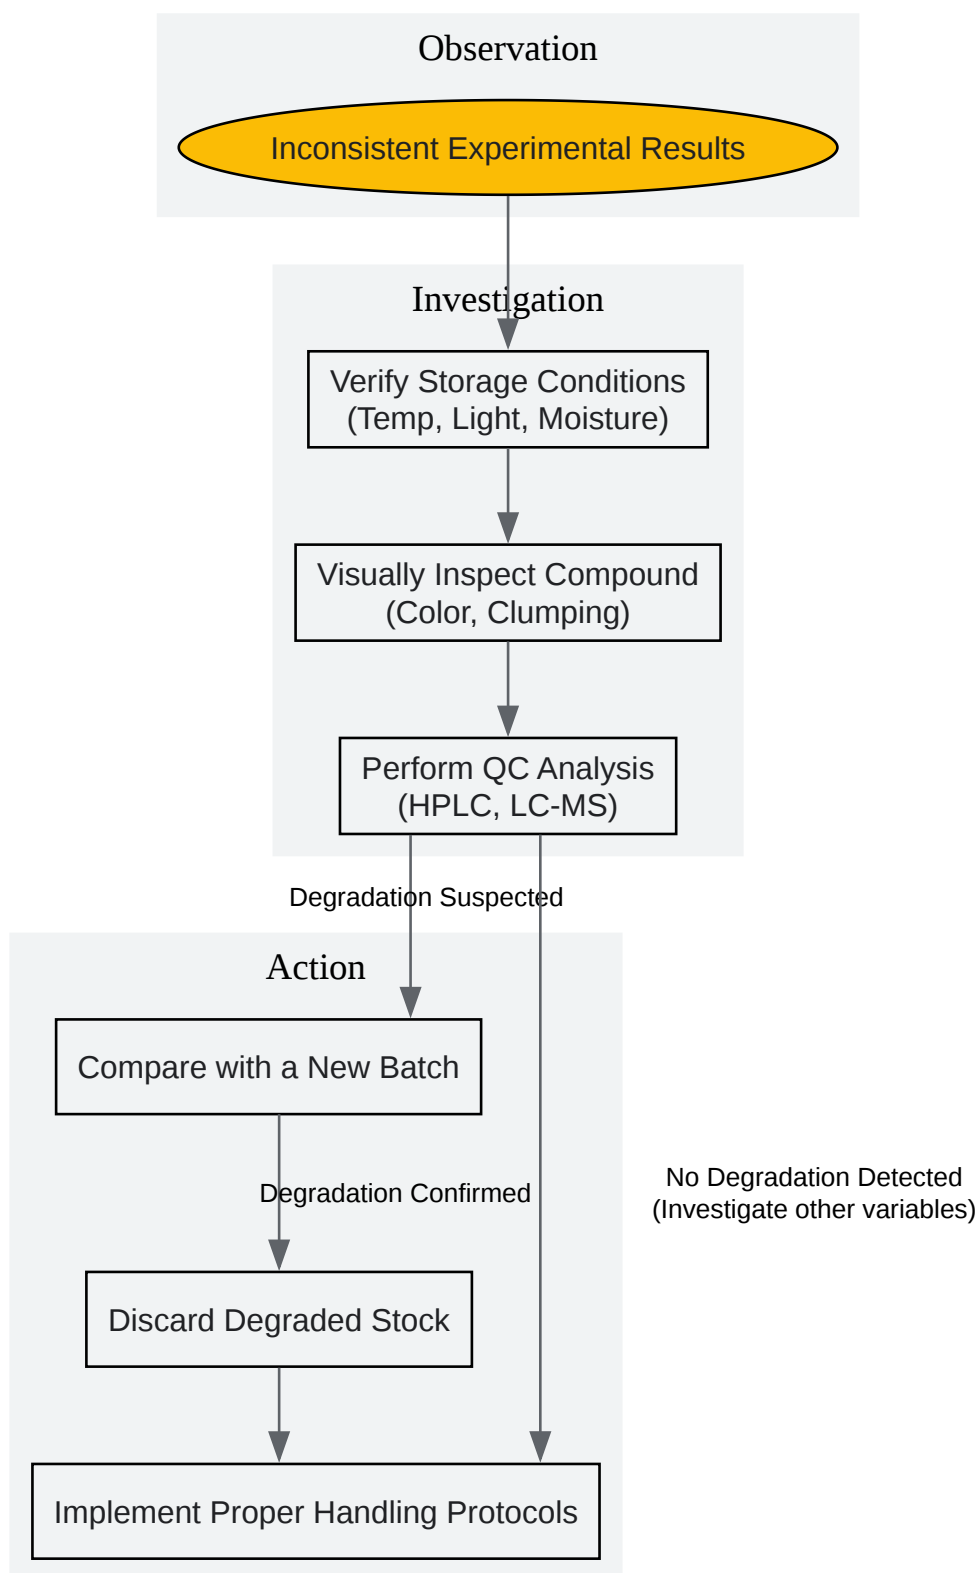 Observation
Inconsistent Experimental Results
Investigation
Verify Storage Conditions
(Temp, Light, Moisture)
Visually Inspect Compound
(Color, Clumping)
Perform QC Analysis
(HPLC, LC-MS)
Degradation Suspected
Action
Compare with a New Batch
No Degradation Detected
(Investigate other variables)
Degradation Confirmed
Discard Degraded Stock
Implement Proper Handling Protocols